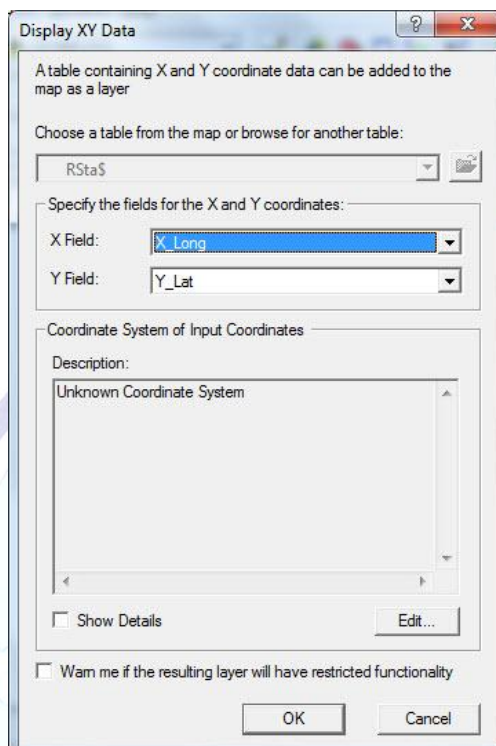 Display XY Data
A table containing X and Y coordinate data can be added to the
map as a layer
Choose a table from the map or browse for another table:
RSta$
Specify the fields for the X and Y coordinates:
X Field: X_Long
Y Field: Y_Lat
Coordinate System of Input Coordinates
Description:
Unknown Coordinate System
Show Details Edit...
Warn me if the resulting layer will have restricted functionality
OK Cancel